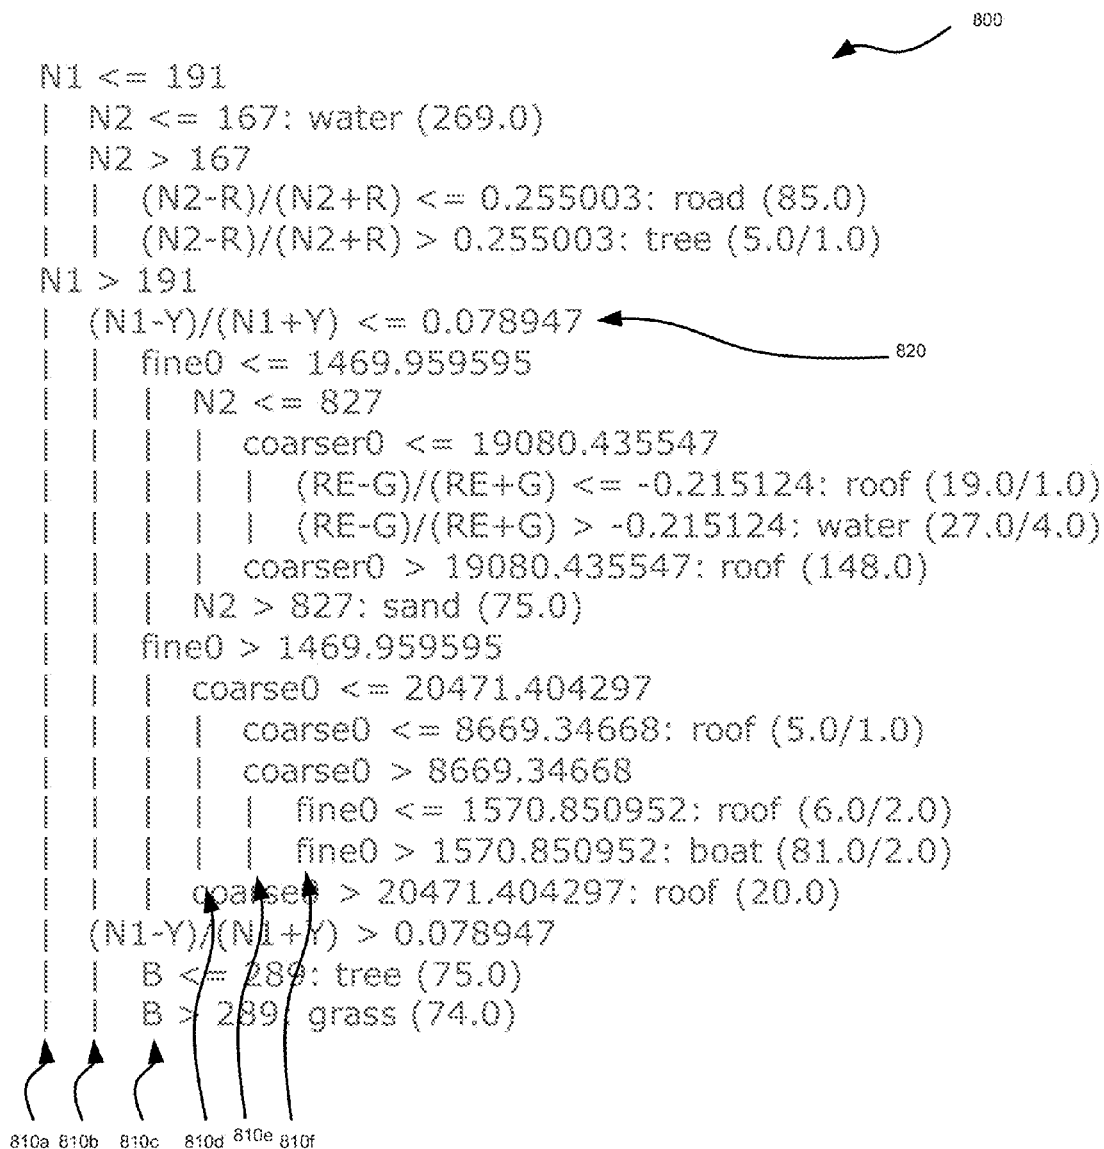 800
N1 <= 191
| N2 <= 167: water (269.0)
| N2 > 167
| | (N2-R)/(N2+R) <= 0.255003: road (85.0)
| | (N2-R)/(N2+R) > 0.255003: tree (5.0/1.0)
N1 > 191
| (N1-Y)/(N1+Y) <= 0.078947
820
| | fine0 <= 1469.959595
| | | N2 <= 827
| | | | coarser0 <= 19080.435547
| | | | | (RE-G)/(RE+G) <= -0.215124: roof (19.0/1.0)
| | | | | (RE-G)/(RE+G) > -0.215124: water (27.0/4.0)
| | | | coarser0 > 19080.435547: roof (148.0)
| | | N2 > 827: sand (75.0)
| | fine0 > 1469.959595
| | | coarse0 <= 20471.404297
| | | | coarse0 <= 8669.34668: roof (5.0/1.0)
| | | | coarse0 > 8669.34668
| | | | | fine0 <= 1570.850952: roof (6.0/2.0)
| | | | | fine0 > 1570.850952: boat (81.0/2.0)
| | | coarse0 > 20471.404297: roof (20.0)
| (N1-Y)/(N1+Y) > 0.078947
| | B <= 289: tree (75.0)
| | B > 289: grass (74.0)
810a 810b 810c 810d 810e 810f